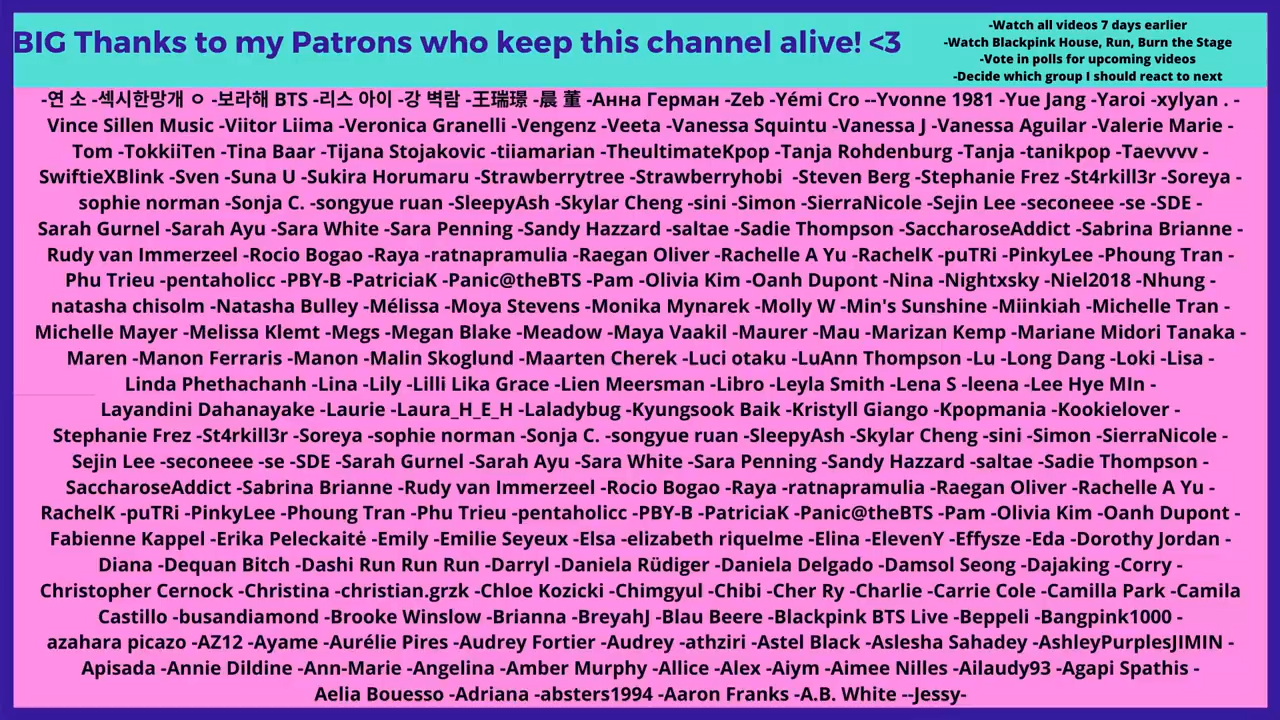 BIG Thanks to my Patrons who keep this channel alive! <3
-Watch all videos 7 days earlier
-Watch Blackpink House, Run, Burn the Stage
-Vote in polls for upcoming videos
-Decide which group I should react to next
-연 소 -섹시한망개 ㅇ -보라해 BTS -리스 아이 -강 벽람 -王瑞璟 -晨 董 -Анна Герман -Zeb -Yémi Cro --Yvonne 1981 -Yue Jang -Yaroi -xylyan . -
Vince Sillen Music -Viitor Liima -Veronica Granelli -Vengenz -Veeta -Vanessa Squintu -Vanessa J -Vanessa Aguilar -Valerie Marie -
Tom -TokkiiTen -Tina Baar -Tijana Stojakovic -tiiamarian -TheultimateKpop -Tanja Rohdenburg -Tanja -tanikpop -Taevvvv -
SwiftieXBlink -Sven -Suna U -Sukira Horumaru -Strawberrytree -Strawberryhobi -Steven Berg -Stephanie Frez -St4rkill3r -Soreya -
sophie norman -Sonja C. -songyue ruan -SleepyAsh -Skylar Cheng -sini -Simon -SierraNicole -Sejin Lee -seconeee -se -SDE -
Sarah Gurnel -Sarah Ayu -Sara White -Sara Penning -Sandy Hazzard -saltae -Sadie Thompson -SaccharoseAddict -Sabrina Brianne -
Rudy van Immerzeel -Rocio Bogao -Raya -ratnapramulia -Raegan Oliver -Rachelle A Yu -RachelK -puTRi -PinkyLee -Phoung Tran -
Phu Trieu -pentaholicc -PBY-B -PatriciaK -Panic@theBTS -Pam -Olivia Kim -Oanh Dupont -Nina -Nightxsky -Niel2018 -Nhung -
natasha chisolm -Natasha Bulley -Mélissa -Moya Stevens -Monika Mynarek -Molly W -Min's Sunshine -Miinkiah -Michelle Tran -
Michelle Mayer -Melissa Klemt -Megs -Megan Blake -Meadow -Maya Vaakil -Maurer -Mau -Marizan Kemp -Mariane Midori Tanaka -
Maren -Manon Ferraris -Manon -Malin Skoglund -Maarten Cherek -Luci otaku -LuAnn Thompson -Lu -Long Dang -Loki -Lisa -
Linda Phethachanh -Lina -Lily -Lilli Lika Grace -Lien Meersman -Libro -Leyla Smith -Lena S -leena -Lee Hye MIn -
Layandini Dahanayake -Laurie -Laura_H_E_H -Laladybug -Kyungsook Baik -Kristyll Giango -Kpopmania -Kookielover -
Stephanie Frez -St4rkill3r -Soreya -sophie norman -Sonja C. -songyue ruan -SleepyAsh -Skylar Cheng -sini -Simon -SierraNicole -
Sejin Lee -seconeee -se -SDE -Sarah Gurnel -Sarah Ayu -Sara White -Sara Penning -Sandy Hazzard -saltae -Sadie Thompson -
SaccharoseAddict -Sabrina Brianne -Rudy van Immerzeel -Rocio Bogao -Raya -ratnapramulia -Raegan Oliver -Rachelle A Yu -
RachelK -puTRi -PinkyLee -Phoung Tran -Phu Trieu -pentaholicc -PBY-B -PatriciaK -Panic@theBTS -Pam -Olivia Kim -Oanh Dupont -
Fabienne Kappel -Erika Peleckaitė -Emily -Emilie Seyeux -Elsa -elizabeth riquelme -Elina -ElevenY -Effysze -Eda -Dorothy Jordan -
Diana -Dequan Bitch -Dashi Run Run Run -Darryl -Daniela Rüdiger -Daniela Delgado -Damsol Seong -Dajaking -Corry -
Christopher Cernock -Christina -christian.grzk -Chloe Kozicki -Chimgyul -Chibi -Cher Ry -Charlie -Carrie Cole -Camilla Park -Camila
Castillo -busandiamond -Brooke Winslow -Brianna -BreyahJ -Blau Beere -Blackpink BTS Live -Beppeli -Bangpink1000 -
azahara picazo -AZ12 -Ayame -Aurélie Pires -Audrey Fortier -Audrey -athziri -Astel Black -Aslesha Sahadey -AshleyPurplesJIMIN -
Apisada -Annie Dildine -Ann-Marie -Angelina -Amber Murphy -Allice -Alex -Aiym -Aimee Nilles -Ailaudy93 -Agapi Spathis -
Aelia Bouesso -Adriana -absters1994 -Aaron Franks -A.B. White --Jessy-